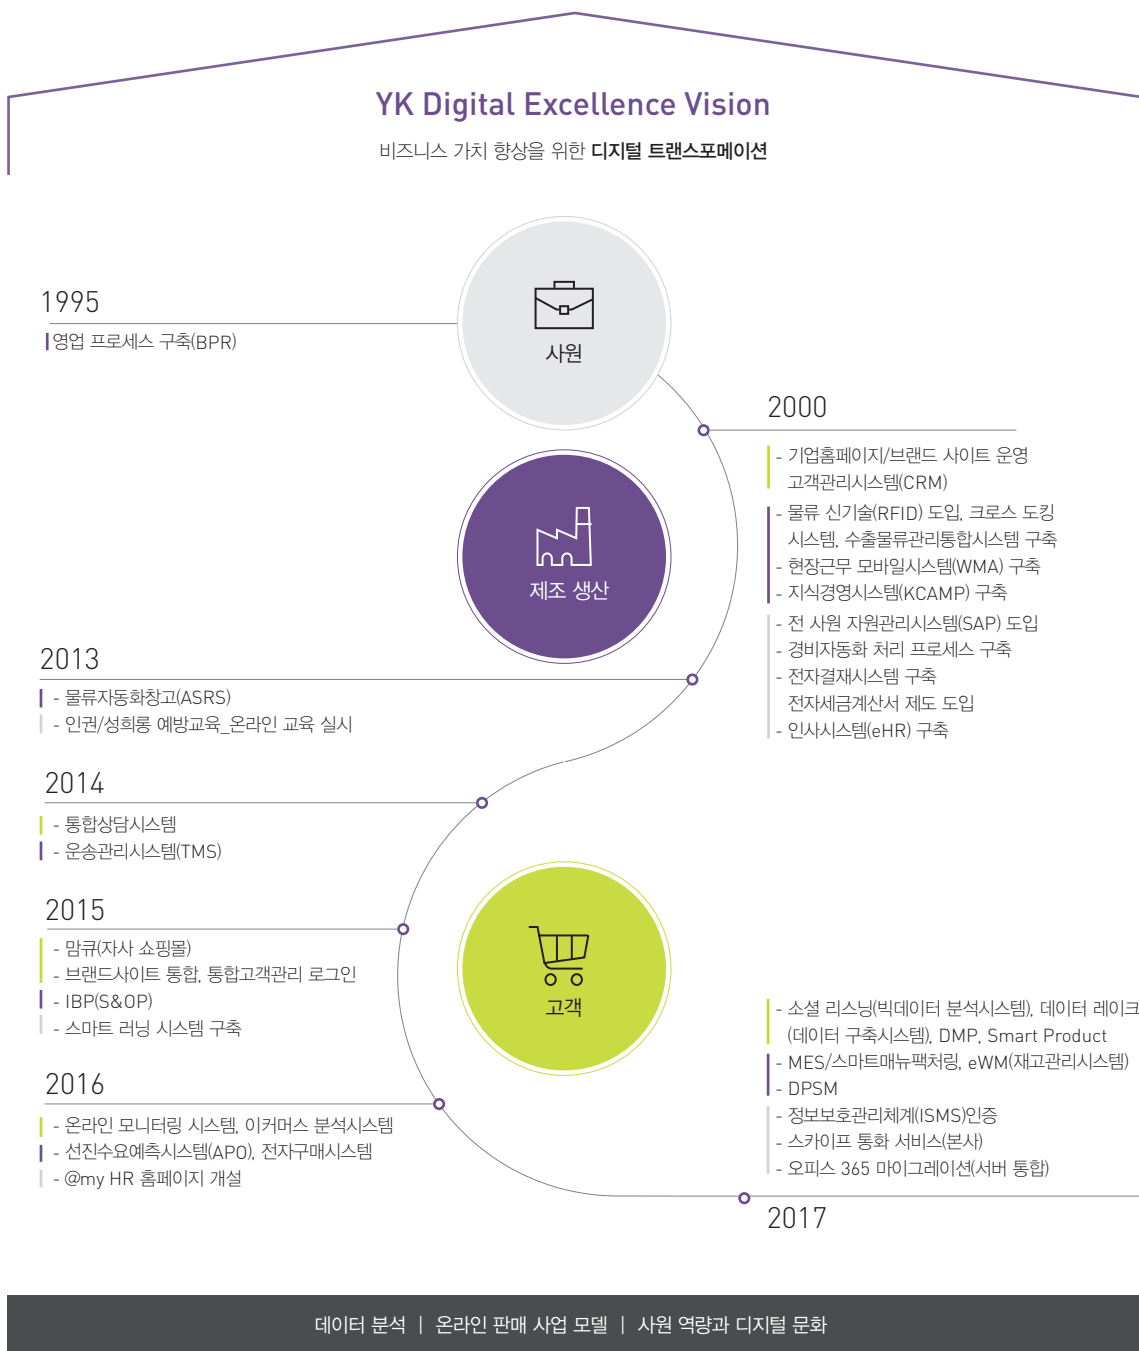 YK Digital Excellence Vision
비즈니스 가치 향상을 위한 디지털 트랜스포메이션
사원
1995
영업 프로세스 구축(BPR)
2000
- 기업홈페이지/브랜드 사이트 운영
고객관리시스템(CRM)
- 물류 신기술(RFID) 도입, 크로스 도킹
시스템, 수출물류관리통합시스템 구축
- 현장근무 모바일시스템(WMA) 구축
- 지식경영시스템(KCAMP) 구축
- 전 사원 자원관리시스템(SAP) 도입
- 경비자동화 처리 프로세스 구축
- 전자결재시스템 구축
전자세금계산서 제도 도입
- 인사시스템(eHR) 구축
제조 생산
2013
- 물류자동화창고(ASRS)
- 인권/성희롱 예방교육_온라인 교육 실시
2014
- 통합상담시스템
- 운송관리시스템(TMS)
2015
- 맘큐(자사 쇼핑몰)
- 브랜드사이트 통합, 통합고객관리 로그인
- IBP(S&OP)
- 스마트 러닝 시스템 구축
고객
2016
- 온라인 모니터링 시스템, 이커머스 분석시스템
- 선진수요예측시스템(APO), 전자구매시스템
- @my HR 홈페이지 개설
- 소셜 리스닝(빅데이터 분석시스템), 데이터 레이크
(데이터 구축시스템), DMP, Smart Product
- MES/스마트매뉴팩처링, eWM(재고관리시스템)
- DPSM
- 정보보호관리체계(ISMS)인증
- 스카이프 통화 서비스(본사)
- 오피스 365 마이그레이션(서버 통합)
2017
데이터 분석 | 온라인 판매 사업 모델 | 사원 역량과 디지털 문화